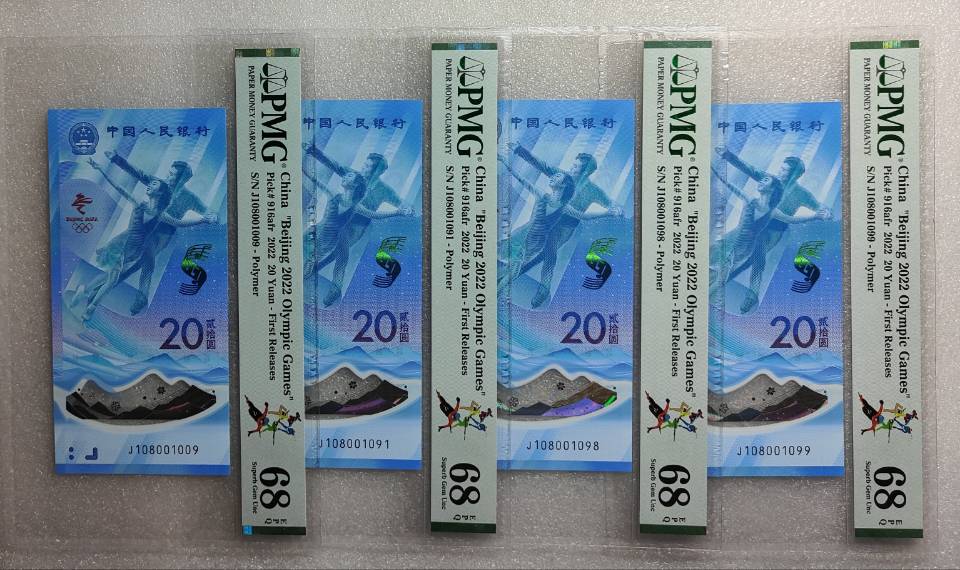 中国人民银行
BEIJING 2022
20
贰拾圆
J108001009
PMG®
PAPER MONEY GUARANTY
China "Beijing 2022 Olympic Games"
Pick# 916afr 2022 20 Yuan - First Releases
S/N J108001009 - Polymer
68 EPQ
Superb Gem Unc
中国人民银行
20
贰拾圆
J108001091
PMG®
PAPER MONEY GUARANTY
China "Beijing 2022 Olympic Games"
Pick# 916afr 2022 20 Yuan - First Releases
S/N J108001091 - Polymer
68 EPQ
Superb Gem Unc
中国人民银行
20
贰拾圆
J108001098
PMG®
PAPER MONEY GUARANTY
China "Beijing 2022 Olympic Games"
Pick# 916afr 2022 20 Yuan - First Releases
S/N J108001098 - Polymer
68 EPQ
Superb Gem Unc
中国人民银行
20
贰拾圆
J108001099
PMG®
PAPER MONEY GUARANTY
China "Beijing 2022 Olympic Games"
Pick# 916afr 2022 20 Yuan - First Releases
S/N J108001099 - Polymer
68 EPQ
Superb Gem Unc